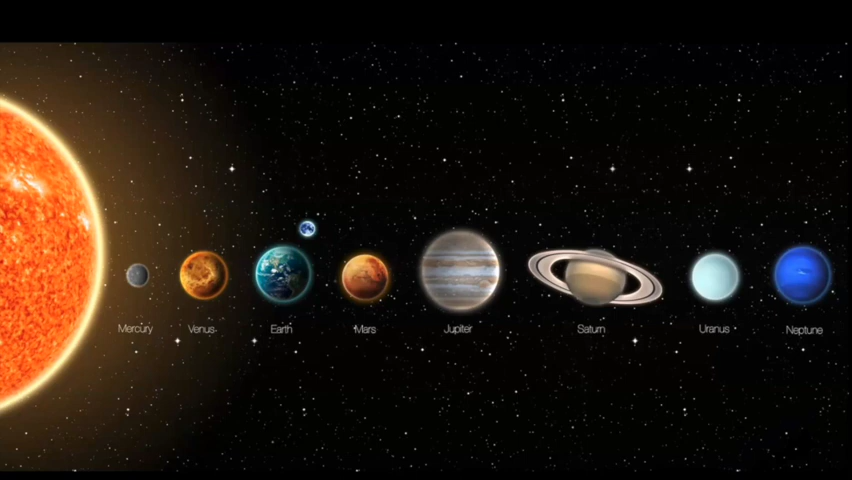 Mercury
Venus
Earth
Mars
Jupiter
Saturn
Uranus
Neptune